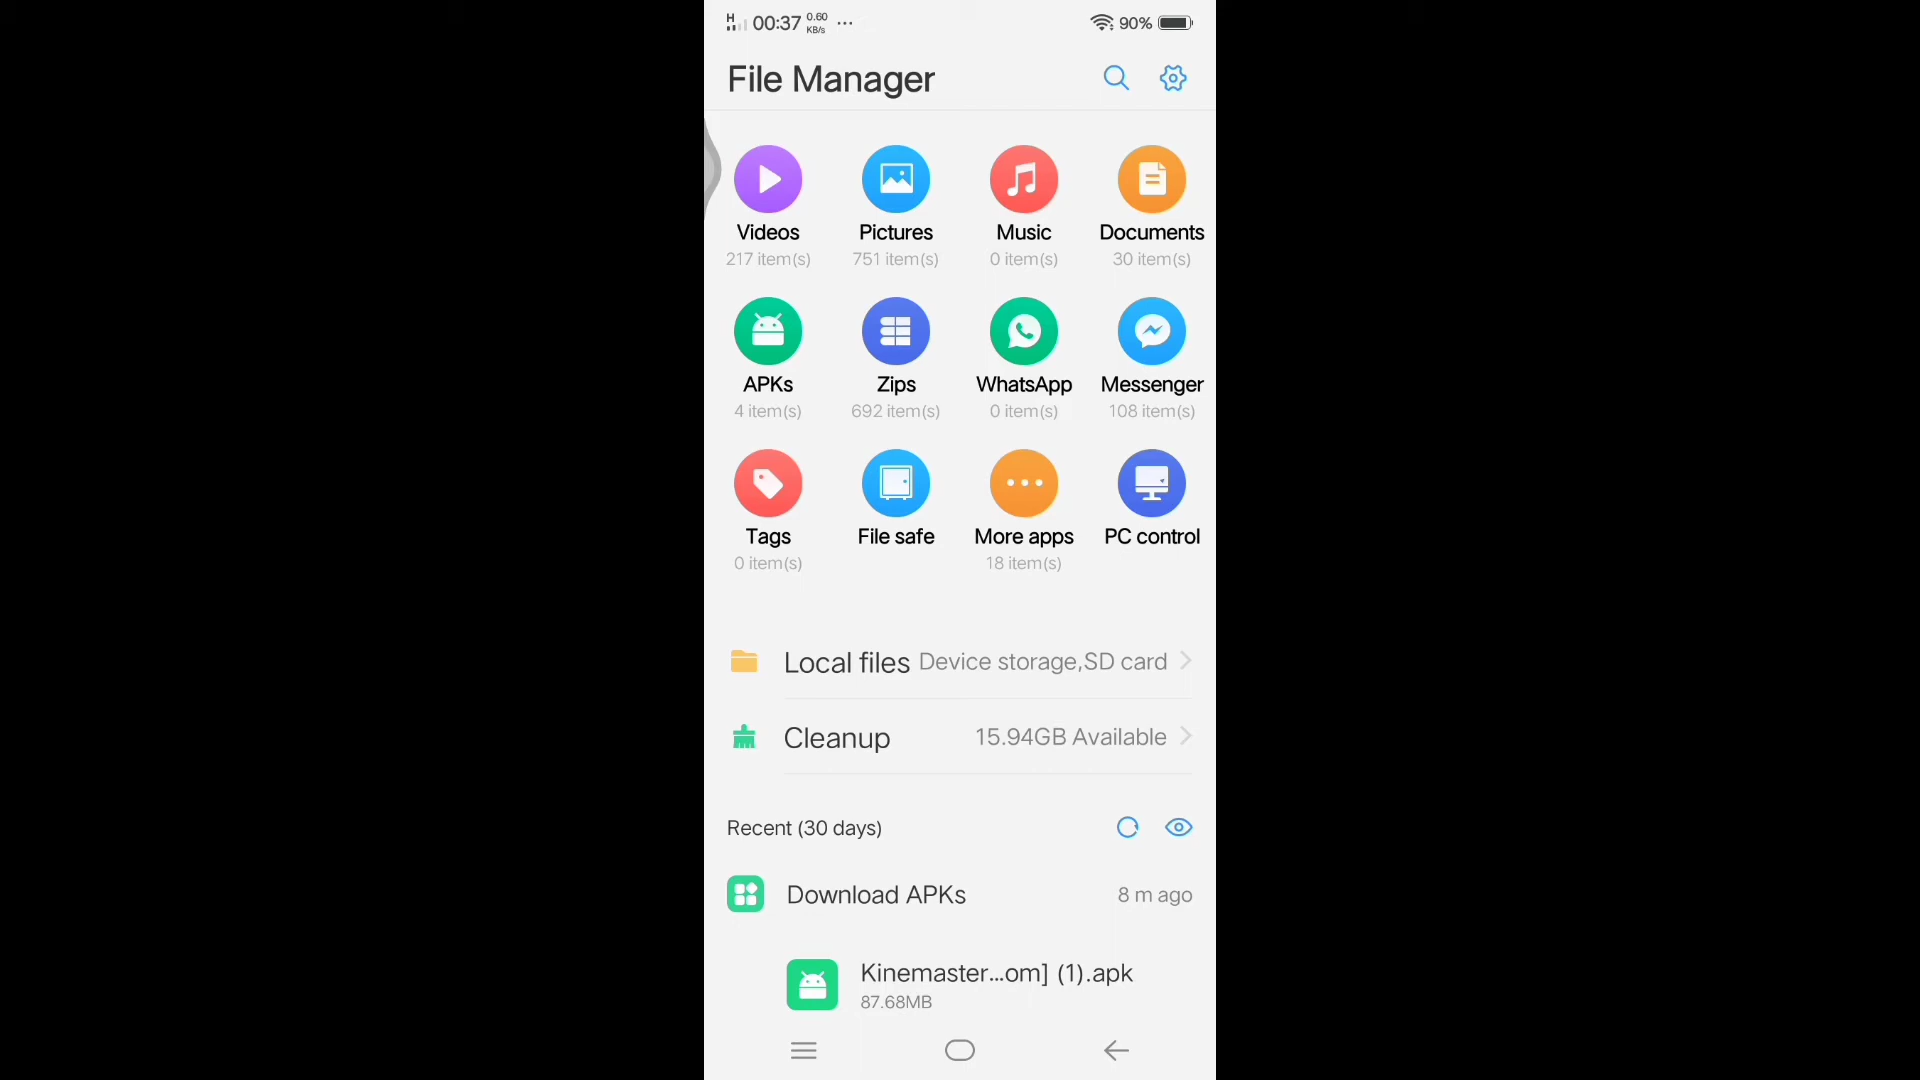 H 00:37 0.60 KB/s ... 90%
File Manager
Videos Pictures Music Documents
217 item(s) 751 item(s) 0 item(s) 30 item(s)
APKs Zips WhatsApp Messenger
4 item(s) 692 item(s) 0 item(s) 108 item(s)
Tags File safe More apps PC control
0 item(s) 18 item(s)
Local files Device storage,SD card
Cleanup 15.94GB Available
Recent (30 days)
Download APKs 8 m ago
Kinemaster...om] (1).apk
87.68MB